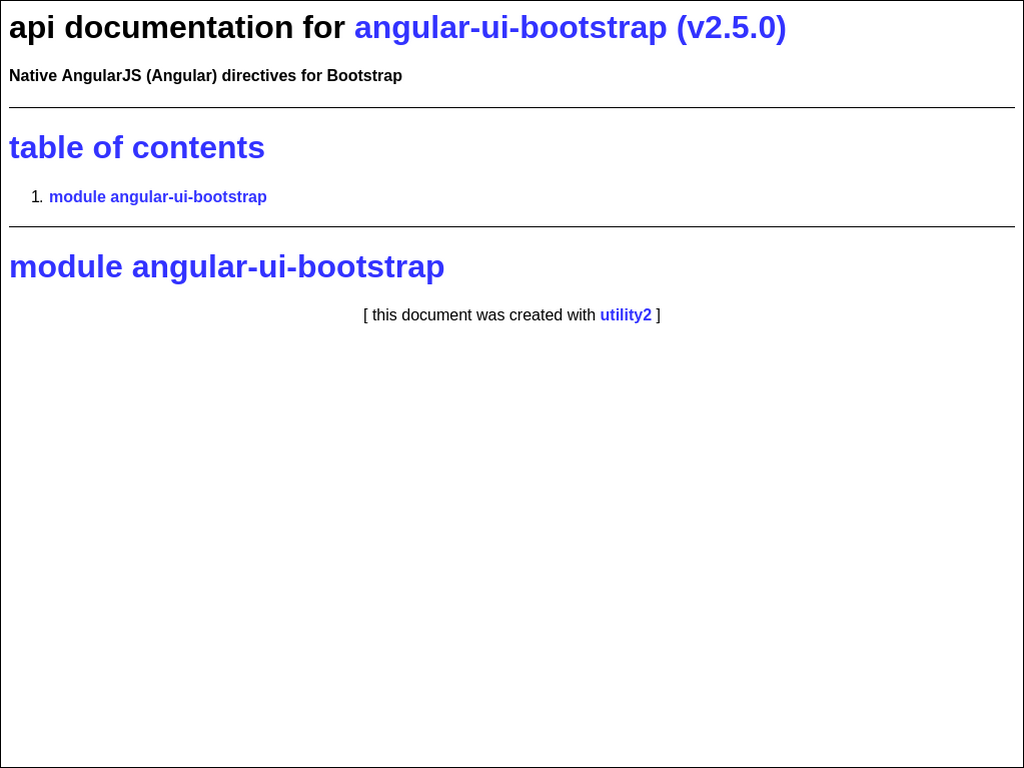 api documentation for angular-ui-bootstrap (v2.5.0)
Native AngularJS (Angular) directives for Bootstrap
table of contents
1. module angular-ui-bootstrap
module angular-ui-bootstrap
[ this document was created with utility2 ]